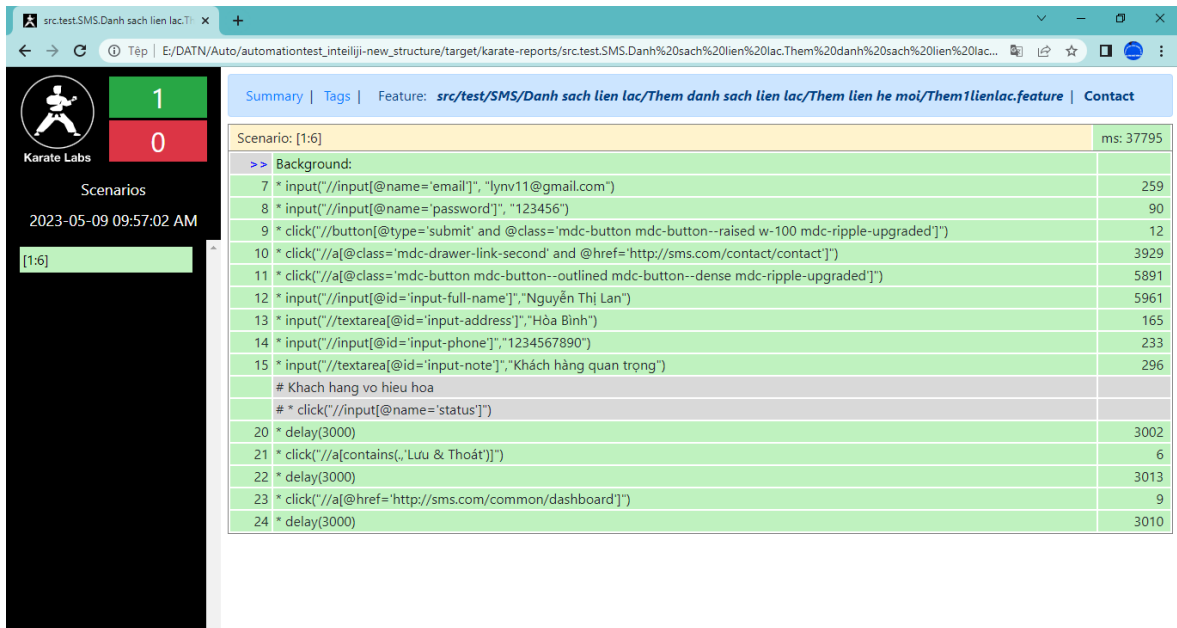 src.test.SMS.Danh sach lien lac.Th
Tệp | E:/DATN/Auto/automationtest_inteiliji-new_structure/target/karate-reports/src.test.SMS.Danh%20sach%20lien%20lac.Them%20danh%20sach%20lien%20lac...
Karate Labs
1
0
Scenarios
2023-05-09 09:57:02 AM
[1:6]
Summary | Tags | Feature: src/test/SMS/Danh sach lien lac/Them danh sach lien lac/Them lien he moi/Them1lienlac.feature | Contact
Scenario: [1:6] ms: 37795
>> Background:
7 * input("//input[@name='email']", "lynv11@gmail.com") 259
8 * input("//input[@name='password']", "123456") 90
9 * click("//button[@type='submit' and @class='mdc-button mdc-button--raised w-100 mdc-ripple-upgraded']") 12
10 * click("//a[@class='mdc-drawer-link-second' and @href='http://sms.com/contact/contact']") 3929
11 * click("//a[@class='mdc-button mdc-button--outlined mdc-button--dense mdc-ripple-upgraded']") 5891
12 * input("//input[@id='input-full-name']","Nguyễn Thị Lan") 5961
13 * input("//textarea[@id='input-address']","Hòa Bình") 165
14 * input("//input[@id='input-phone']","1234567890") 233
15 * input("//textarea[@id='input-note']","Khách hàng quan trọng") 296
# Khach hang vo hieu hoa
# * click("//input[@name='status']")
20 * delay(3000) 3002
21 * click("//a[contains(.,'Lưu & Thoát')]") 6
22 * delay(3000) 3013
23 * click("//a[@href='http://sms.com/common/dashboard']") 9
24 * delay(3000) 3010